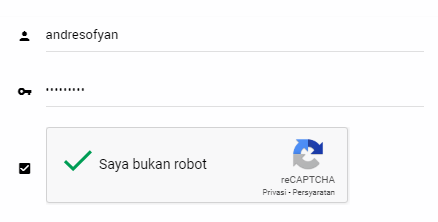 andresofyan
•••••••••
Saya bukan robot
reCAPTCHA
Privasi - Persyaratan